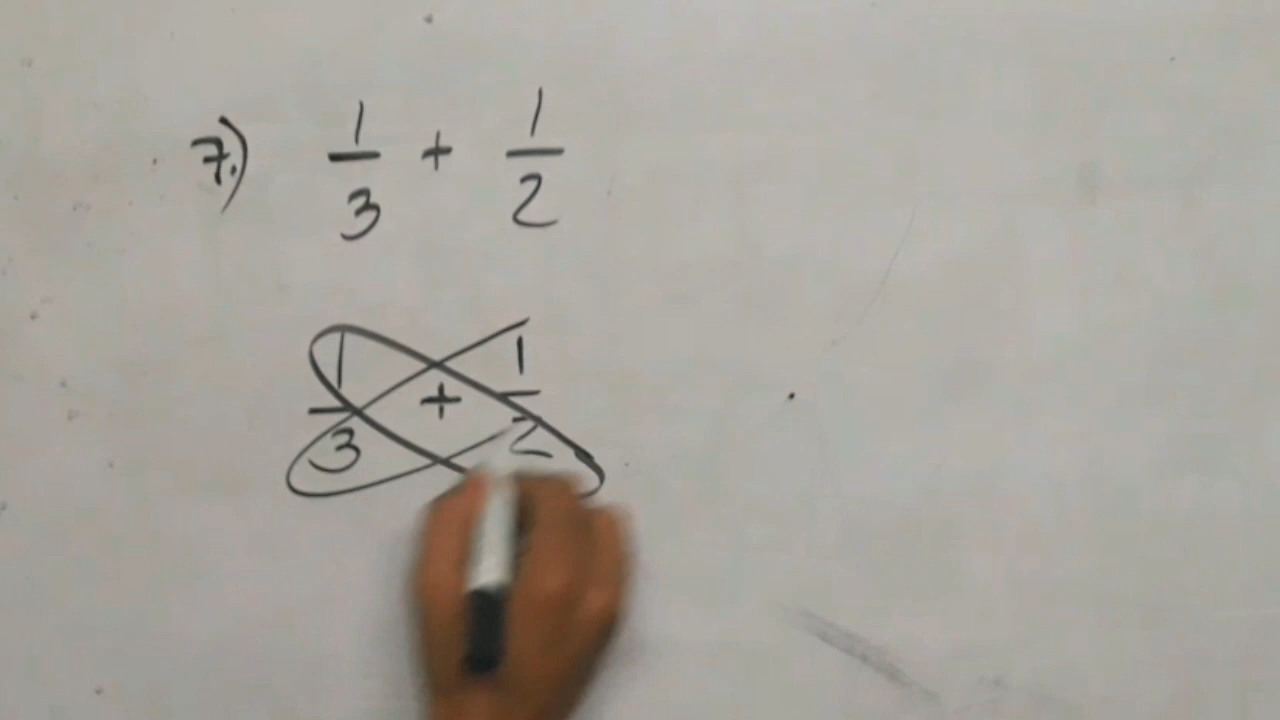 7.) 1/3 + 1/2
1/3 + 1/2